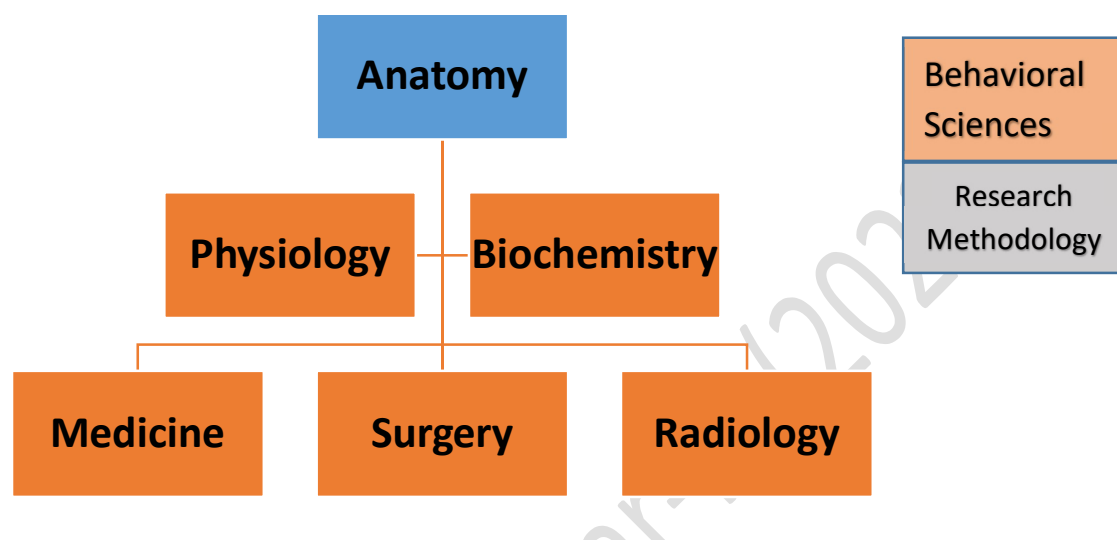 Anatomy
Behavioral
Sciences
Research
Methodology
Physiology
Biochemistry
Medicine
Surgery
Radiology